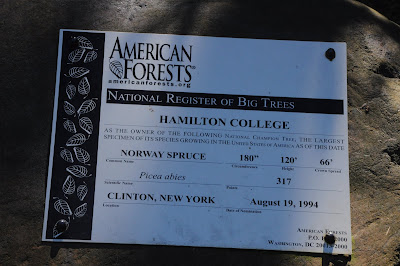 AMERICAN
FORESTS®
americanforests.org
NATIONAL REGISTER OF BIG TREES
HAMILTON COLLEGE
AS THE OWNER OF THE FOLLOWING NATIONAL CHAMPION TREE, THE LARGEST
SPECIMEN OF ITS SPECIES GROWING IN THE UNITED STATES OF AMERICA AS OF THIS DATE
NORWAY SPRUCE 180" 120' 66'
Common Name Circumference Height Crown Spread
Picea abies 317
Scientific Name Points
CLINTON, NEW YORK AUGUST 19, 1994
Location Date of Nomination
AMERICAN FORESTS
P.O. 2000
WASHINGTON, DC 2000